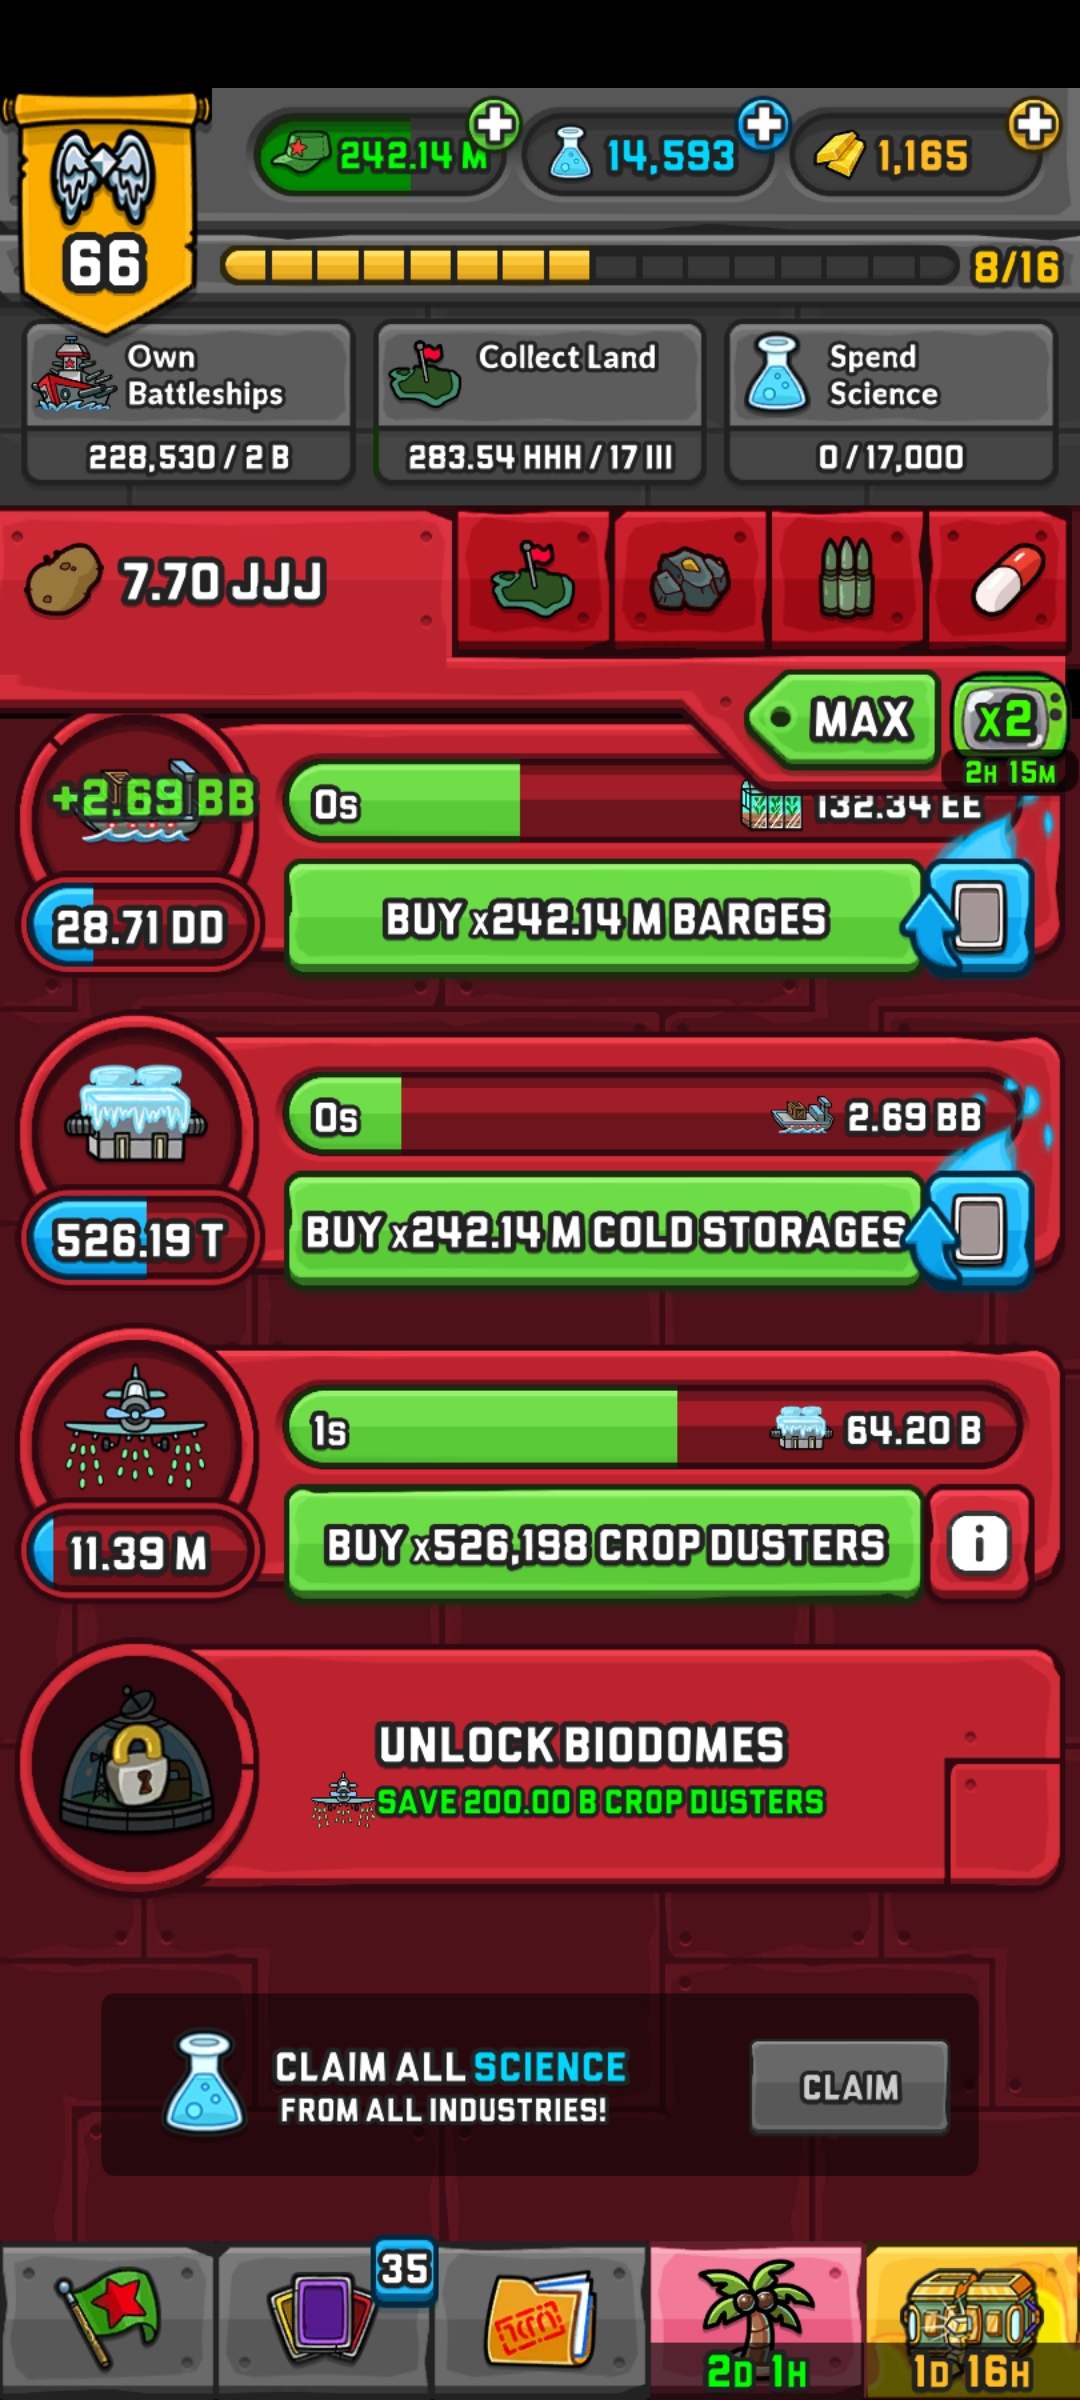 242.14 M
14,593
1,165
66
8/16
Own
Battleships
228,530 / 2 B
Collect Land
283.54 HHH / 17 III
Spend
Science
0 / 17,000
7.70 JJJ
MAX
x2
2H 15M
+2.69 BB
0s
132.34 EE
28.71 DD
BUY x242.14 M BARGES
0s
2.69 BB
526.19 T
BUY x242.14 M COLD STORAGES
1s
64.20 B
11.39 M
BUY x526,198 CROP DUSTERS
i
UNLOCK BIODOMES
SAVE 200.00 B CROP DUSTERS
CLAIM ALL SCIENCE
FROM ALL INDUSTRIES!
CLAIM
35
2D 1H
1D 16H